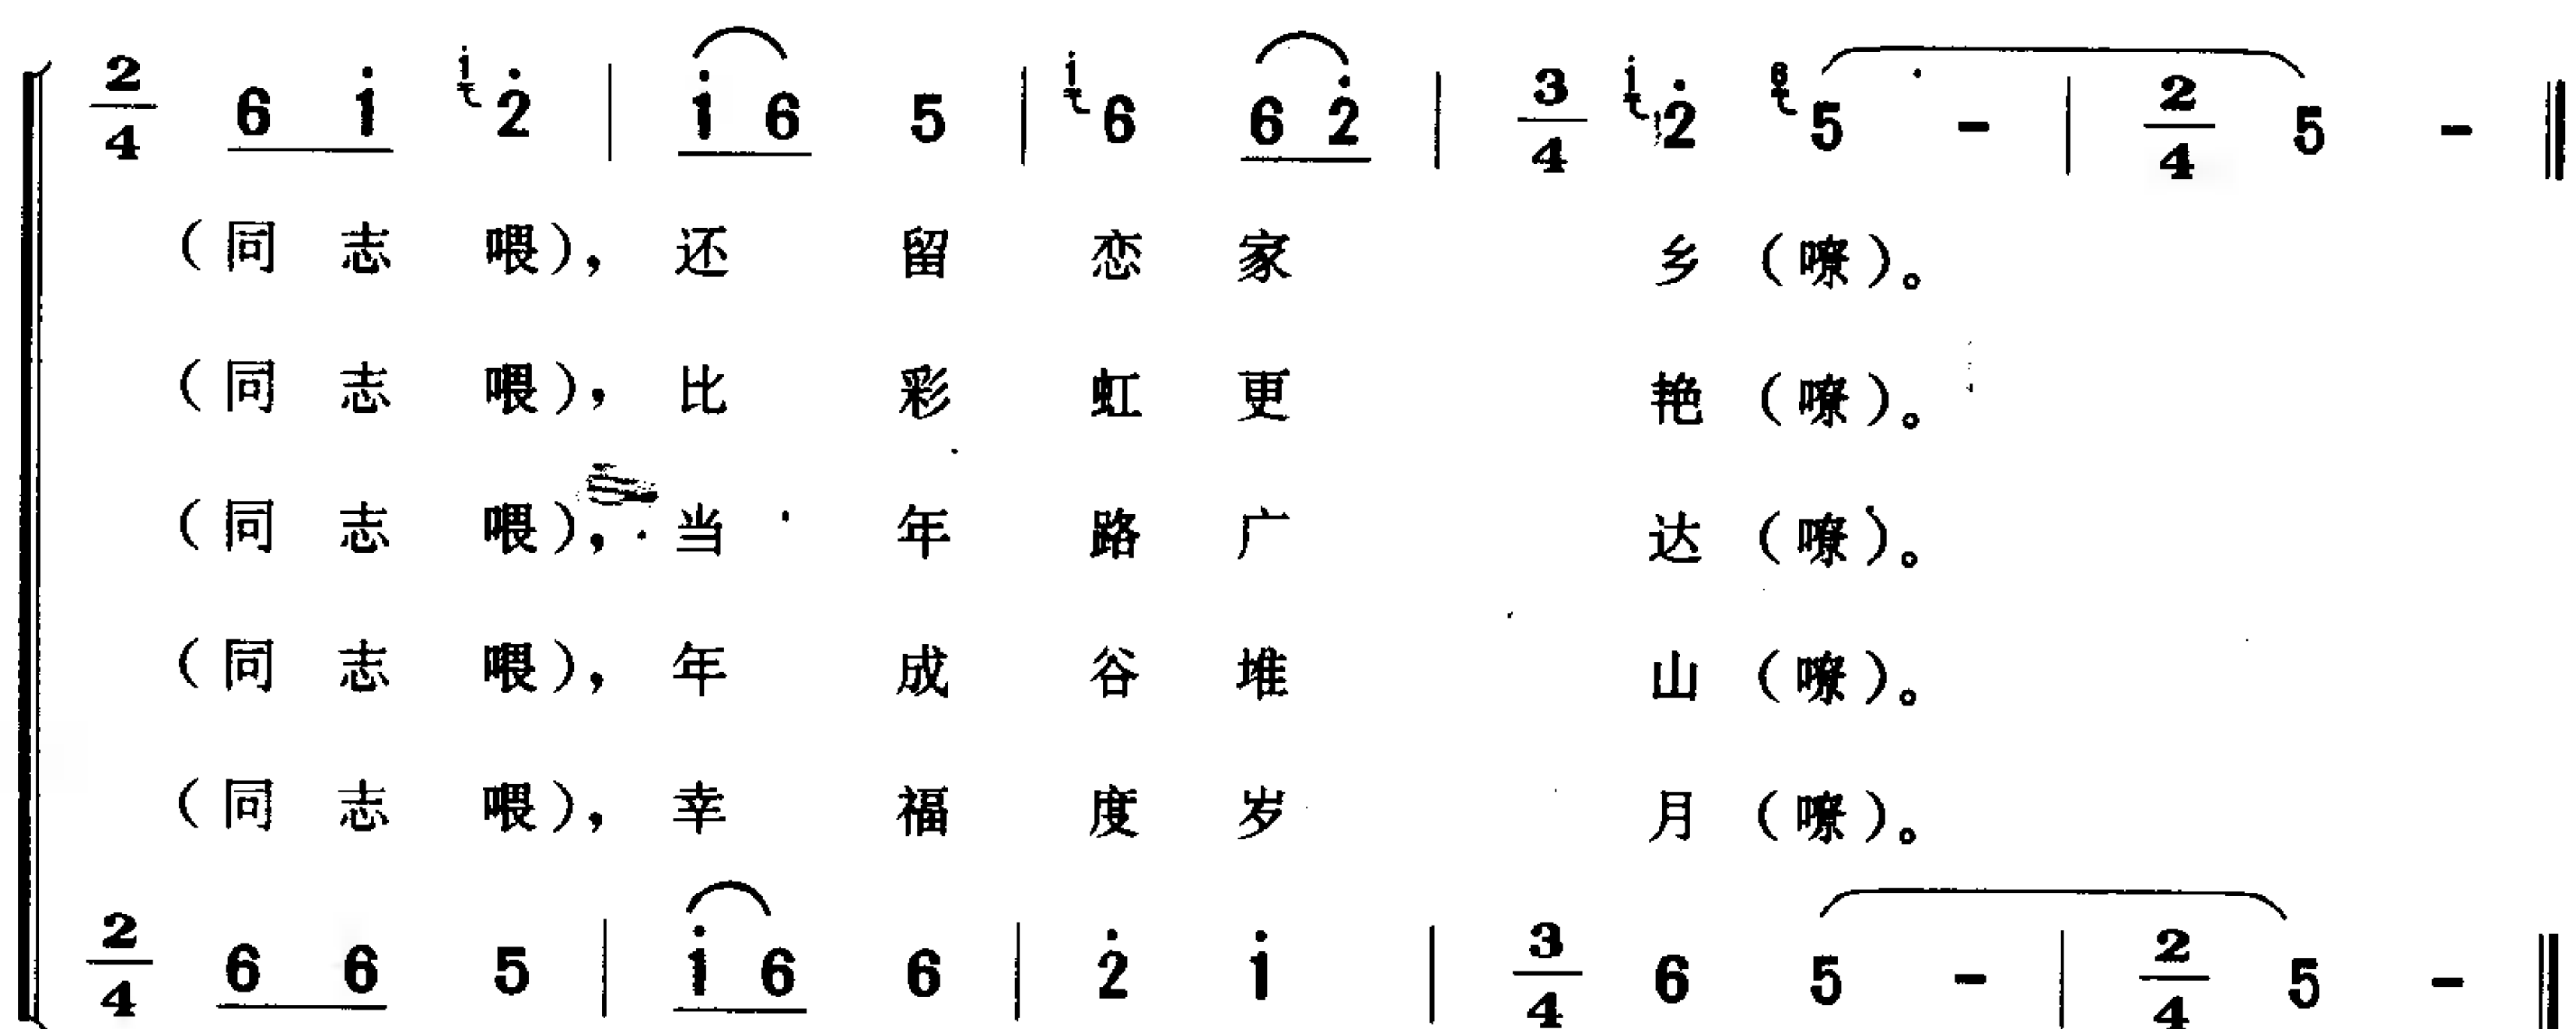 2/4 6 i̇ i̇ 2̇ | i̇ 6 5 | i̇ 6 6 2̇ | 3/4 i̇ 2̇ 6 5 - | 2/4 5 - ‖
（同志喂），还留恋家乡（嘹）。
（同志喂），比彩虹更艳（嘹）。
（同志喂），当年路广达（嘹）。
（同志喂），年成谷堆山（嘹）。
（同志喂），幸福度岁月（嘹）。
2/4 6 6 5 | i̇ 6 6 | 2̇ i̇ | 3/4 6 5 - | 2/4 5 - ‖